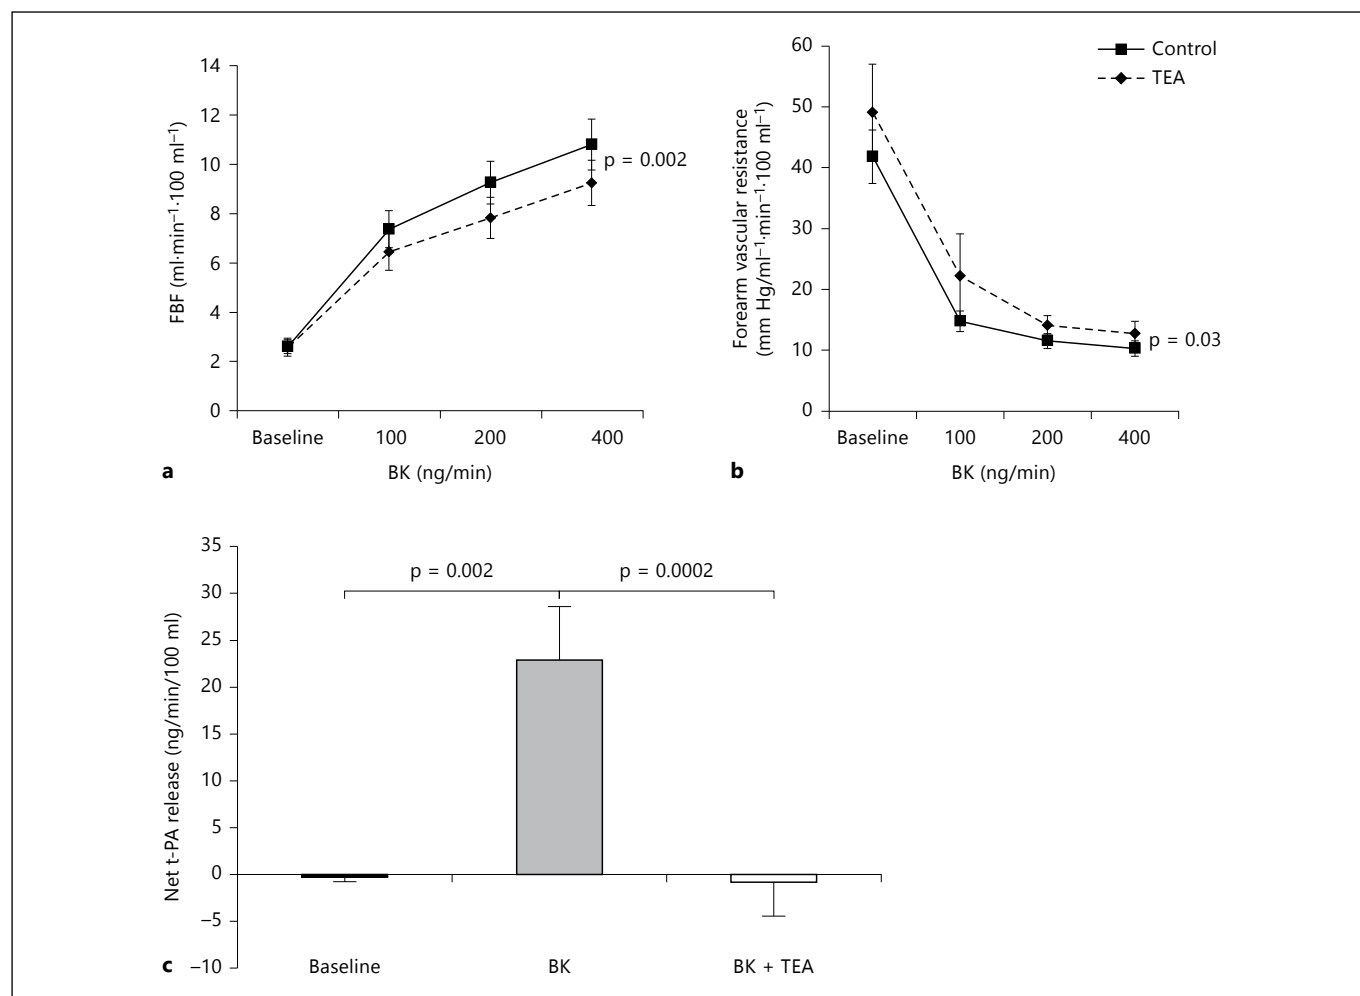 14
12
10
8
6
4
2
0
FBF (ml·min⁻¹·100 ml⁻¹)
p = 0.002
Baseline 100 200 400
BK (ng/min)
a
60
50
40
30
20
10
0
Forearm vascular resistance
(mm Hg/ml⁻¹·min⁻¹·100 ml⁻¹)
Control
TEA
p = 0.03
Baseline 100 200 400
BK (ng/min)
b
35
30
25
20
15
10
5
0
–5
–10
Net t-PA release (ng/min/100 ml)
p = 0.002 p = 0.0002
Baseline BK BK + TEA
c